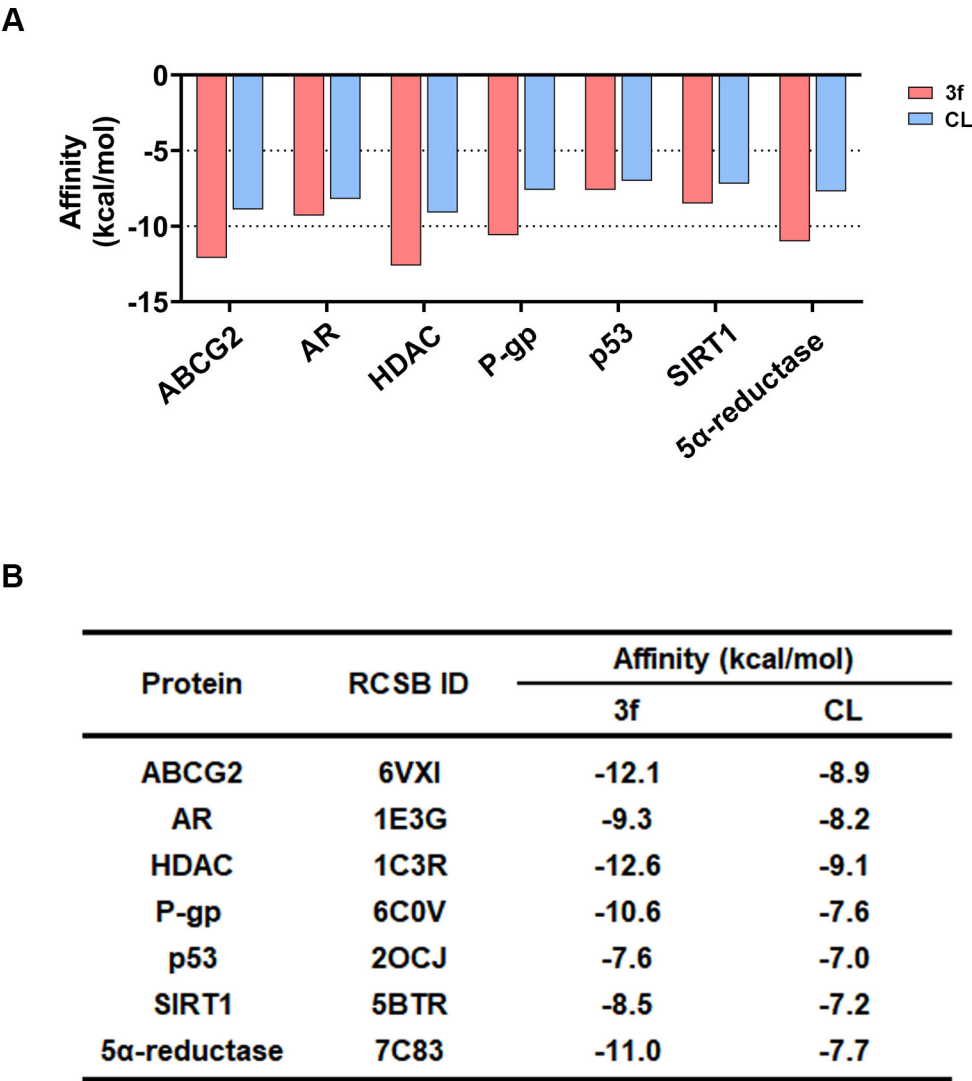 A
Affinity
(kcal/mol)
0
-5
-10
-15
3f
CL
ABCG2
AR
HDAC
P-gp
p53
SIRT1
5α-reductase
B
Protein RCSB ID Affinity (kcal/mol)
3f CL
ABCG2 6VXI -12.1 -8.9
AR 1E3G -9.3 -8.2
HDAC 1C3R -12.6 -9.1
P-gp 6C0V -10.6 -7.6
p53 2OCJ -7.6 -7.0
SIRT1 5BTR -8.5 -7.2
5α-reductase 7C83 -11.0 -7.7